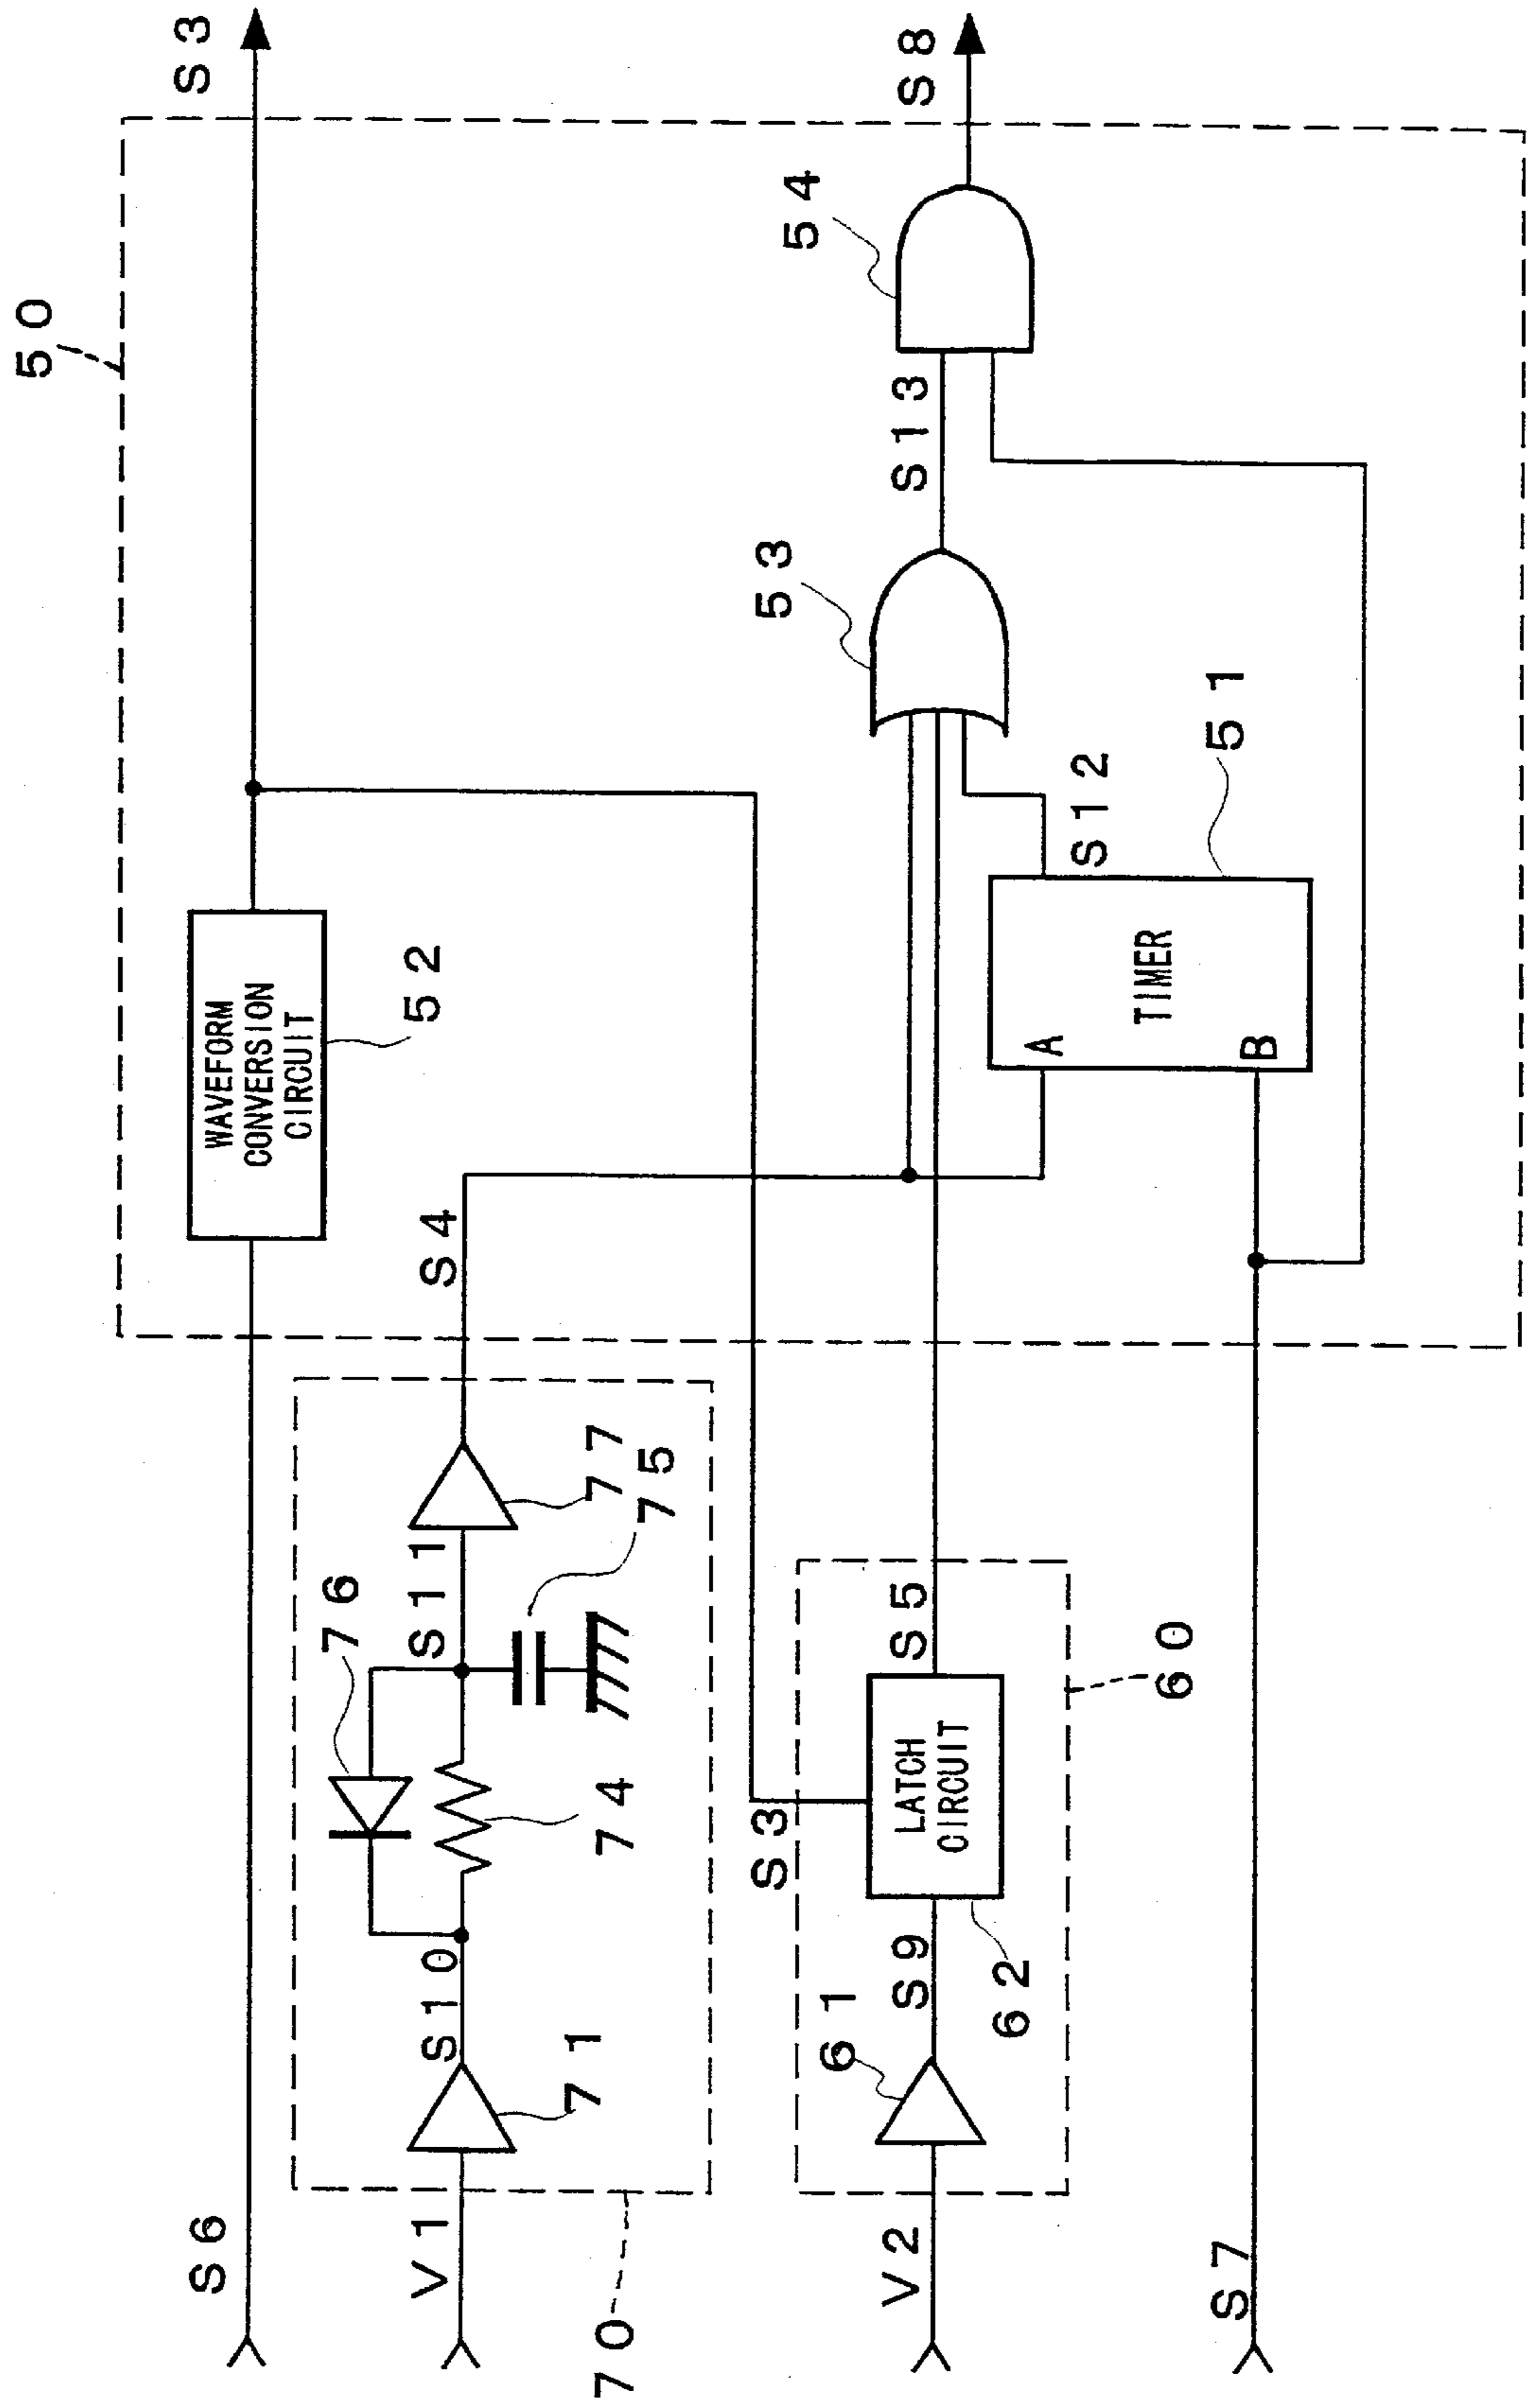 S6
WAVEFORM
CONVERSION
CIRCUIT
52
50
S3
70
V1
71
S10
76
74
S11
75
77
S4
S3
V2
61
S9
62
LATCH
CIRCUIT
S5
60
S7
A
B
TIMER
51
S12
53
S13
54
S8